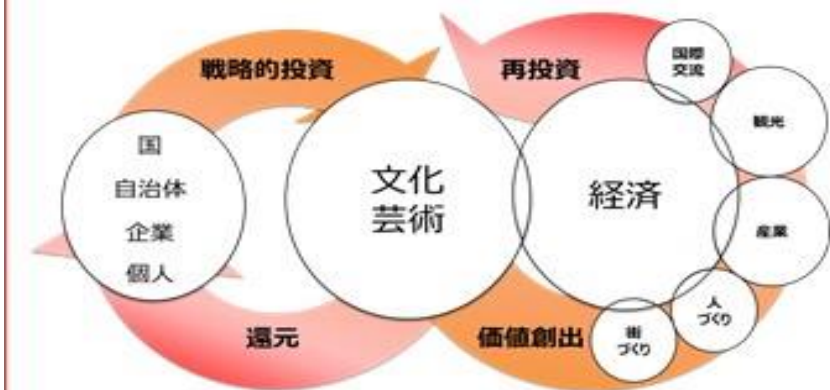 戦略的投資
再投資
国際
交流
観光
国
自治体
企業
個人
文化
芸術
経済
産業
人
づくり
街
づくり
還元
価値創出